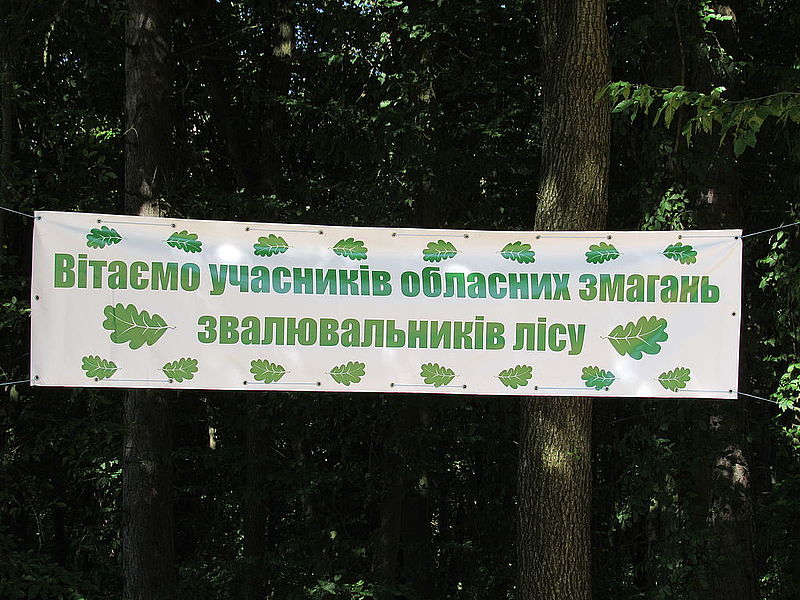 Вітаємо учасників обласних змагань
звалювальників лісу